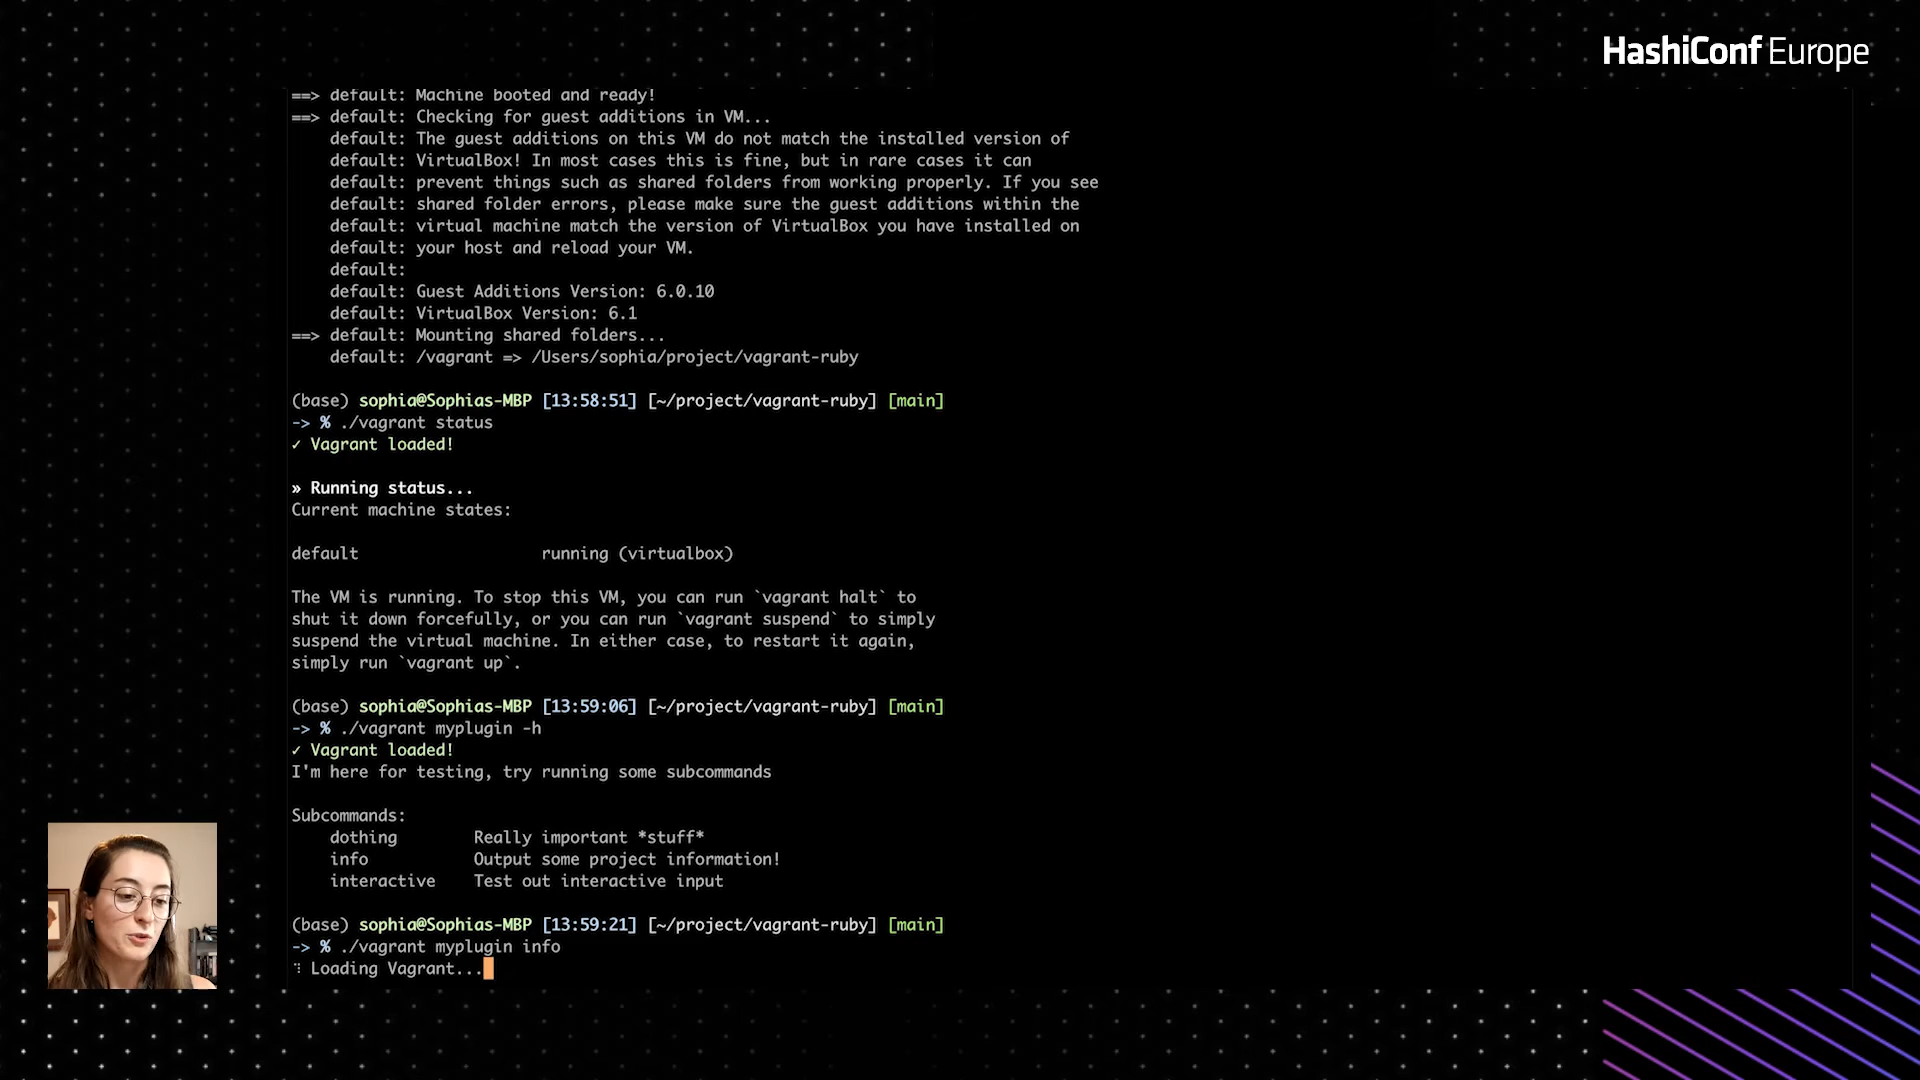 HashiConf Europe
==> default: Machine booted and ready!
==> default: Checking for guest additions in VM...
    default: The guest additions on this VM do not match the installed version of
    default: VirtualBox! In most cases this is fine, but in rare cases it can
    default: prevent things such as shared folders from working properly. If you see
    default: shared folder errors, please make sure the guest additions within the
    default: virtual machine match the version of VirtualBox you have installed on
    default: your host and reload your VM.
    default:
    default: Guest Additions Version: 6.0.10
    default: VirtualBox Version: 6.1
==> default: Mounting shared folders...
    default: /vagrant => /Users/sophia/project/vagrant-ruby
(base) sophia@Sophias-MBP [13:58:51] [~/project/vagrant-ruby] [main]
-> % ./vagrant status
✓ Vagrant loaded!
» Running status...
Current machine states:
default                   running (virtualbox)
The VM is running. To stop this VM, you can run `vagrant halt` to
shut it down forcefully, or you can run `vagrant suspend` to simply
suspend the virtual machine. In either case, to restart it again,
simply run `vagrant up`.
(base) sophia@Sophias-MBP [13:59:06] [~/project/vagrant-ruby] [main]
-> % ./vagrant myplugin -h
✓ Vagrant loaded!
I'm here for testing, try running some subcommands
Subcommands:
    dothing        Really important *stuff*
    info           Output some project information!
    interactive    Test out interactive input
(base) sophia@Sophias-MBP [13:59:21] [~/project/vagrant-ruby] [main]
-> % ./vagrant myplugin info
Loading Vagrant...